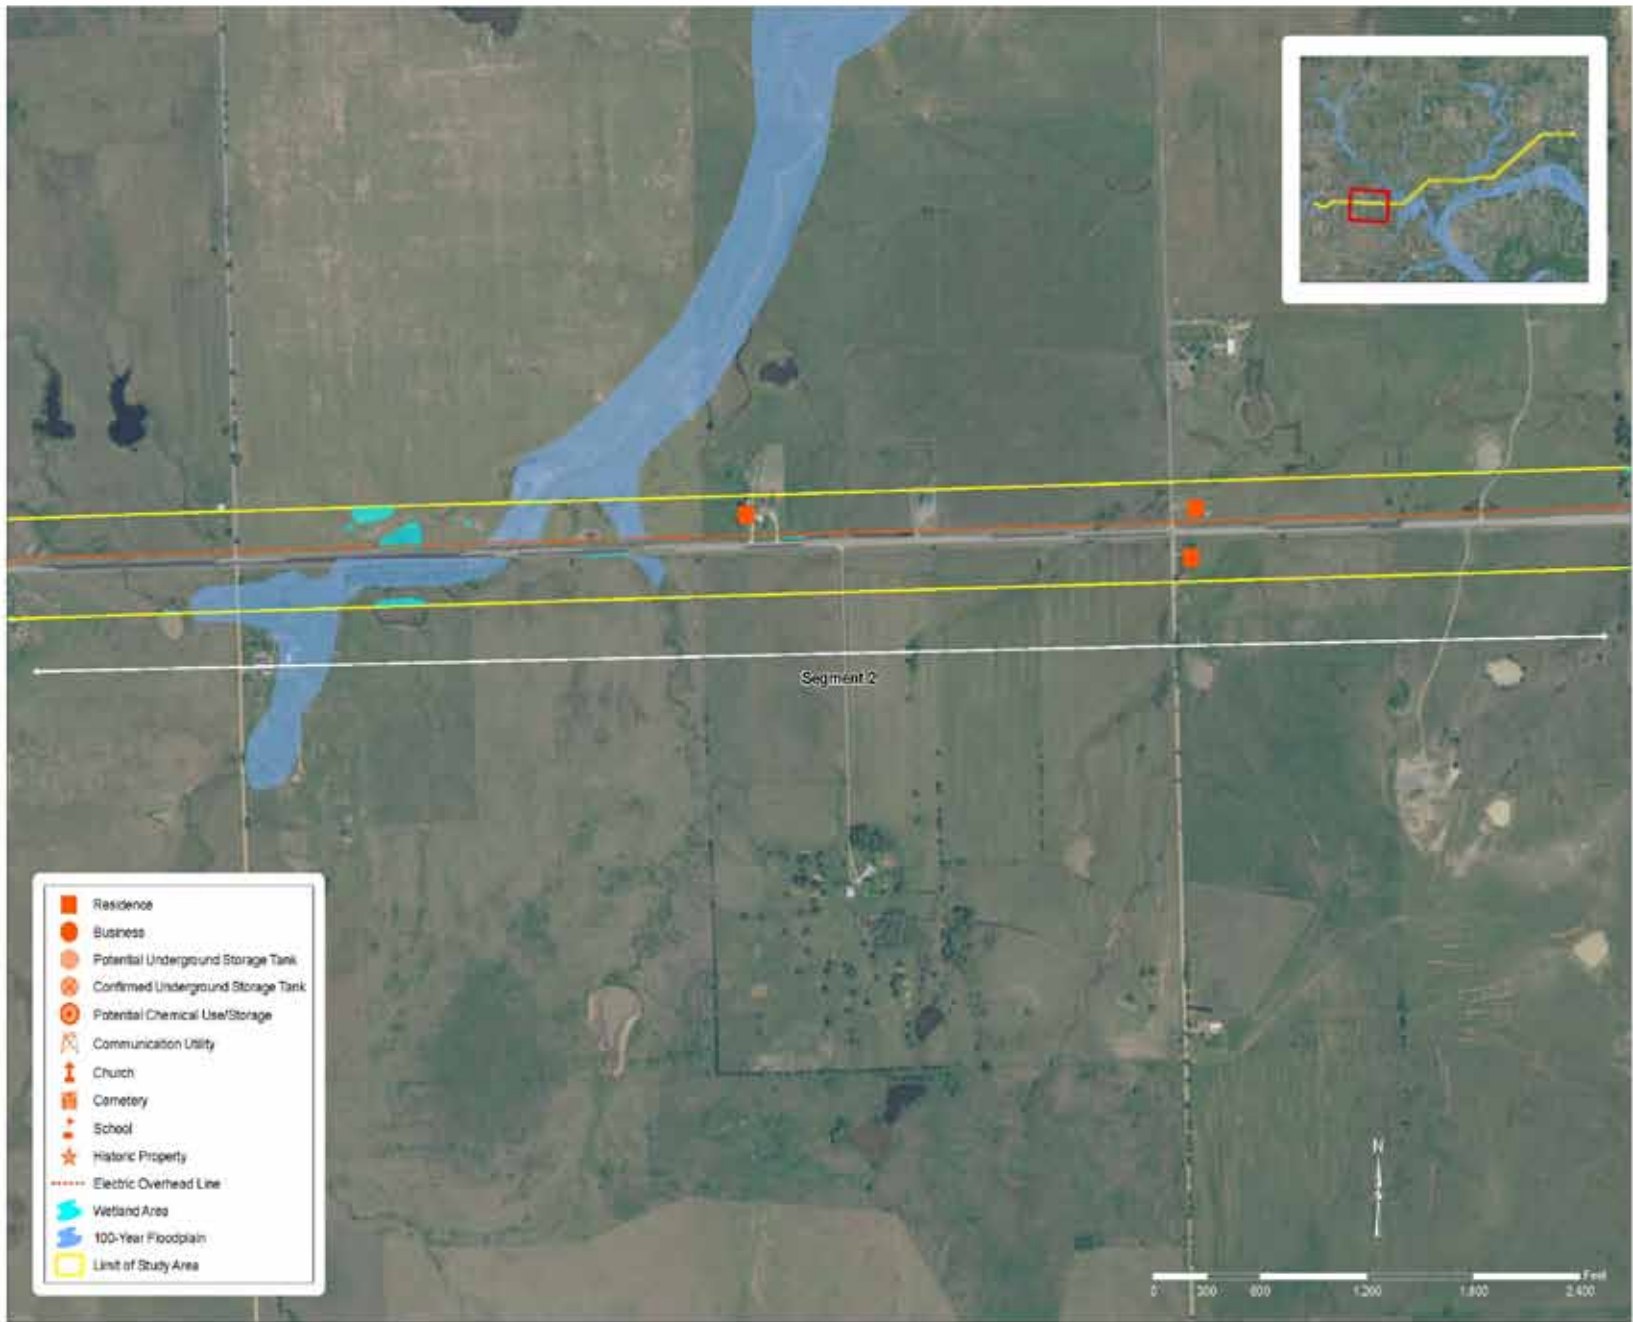 Segment 2
Residence
Business
Potential Underground Storage Tank
Confirmed Underground Storage Tank
Potential Chemical Use/Storage
Communication Utility
Church
Cemetery
School
Historic Property
Electric Overhead Line
Wetland Area
100-Year Floodplain
Limit of Study Area
N
Feet
0 300 600 1,200 1,800 2,400